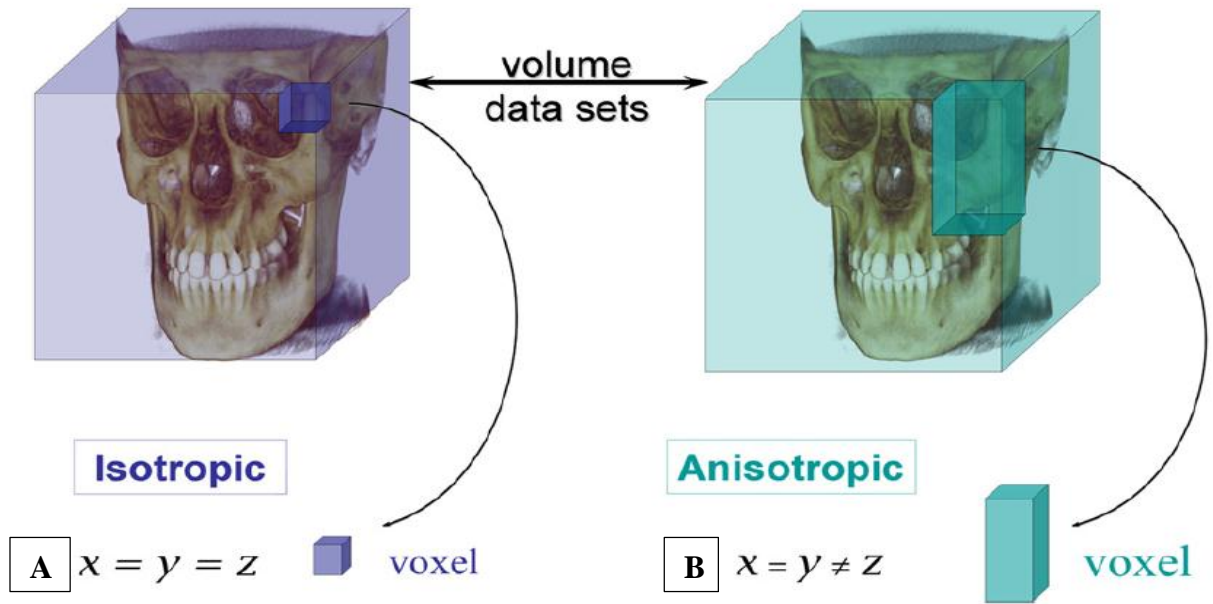 volume
data sets
Isotropic
Anisotropic
A x = y = z voxel
B x = y ≠ z voxel